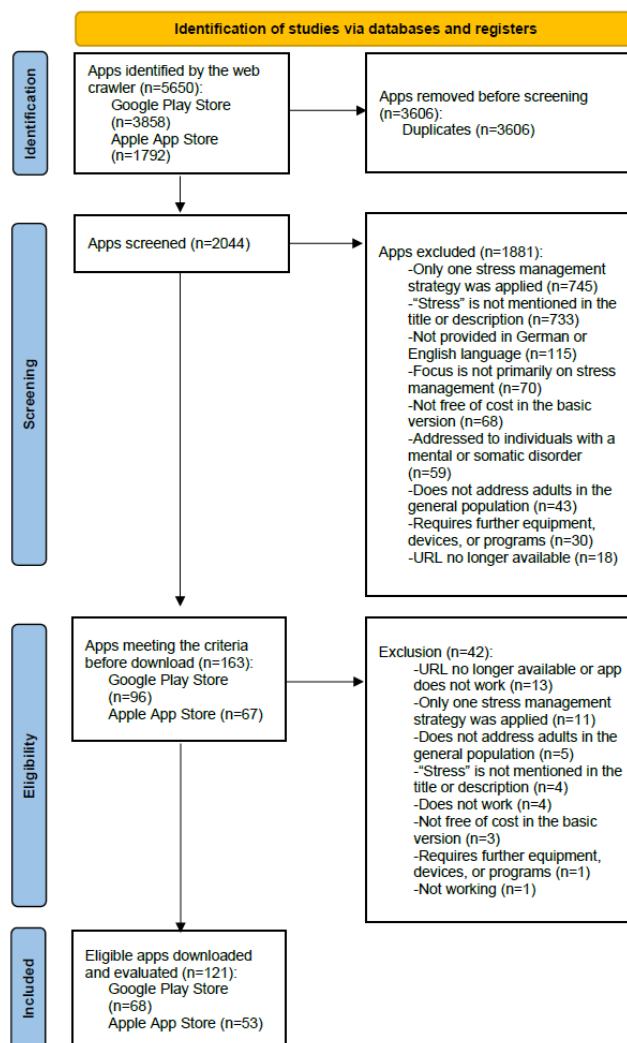 Identification of studies via databases and registers
Identification
Apps identified by the web
crawler (n=5650):
Google Play Store
(n=3858)
Apple App Store
(n=1792)
Apps removed before screening
(n=3606):
Duplicates (n=3606)
Screening
Apps screened (n=2044)
Apps excluded (n=1881):
-Only one stress management
strategy was applied (n=745)
-“Stress” is not mentioned in the
title or description (n=733)
-Not provided in German or
English language (n=115)
-Focus is not primarily on stress
management (n=70)
-Not free of cost in the basic
version (n=68)
-Addressed to individuals with a
mental or somatic disorder
(n=59)
-Does not address adults in the
general population (n=43)
-Requires further equipment,
devices, or programs (n=30)
-URL no longer available (n=18)
Eligibility
Apps meeting the criteria
before download (n=163):
Google Play Store
(n=96)
Apple App Store (n=67)
Exclusion (n=42):
-URL no longer available or app
does not work (n=13)
-Only one stress management
strategy was applied (n=11)
-Does not address adults in the
general population (n=5)
-“Stress” is not mentioned in the
title or description (n=4)
-Does not work (n=4)
-Not free of cost in the basic
version (n=3)
-Requires further equipment,
devices, or programs (n=1)
-Not working (n=1)
Included
Eligible apps downloaded
and evaluated (n=121):
Google Play Store
(n=68)
Apple App Store (n=53)